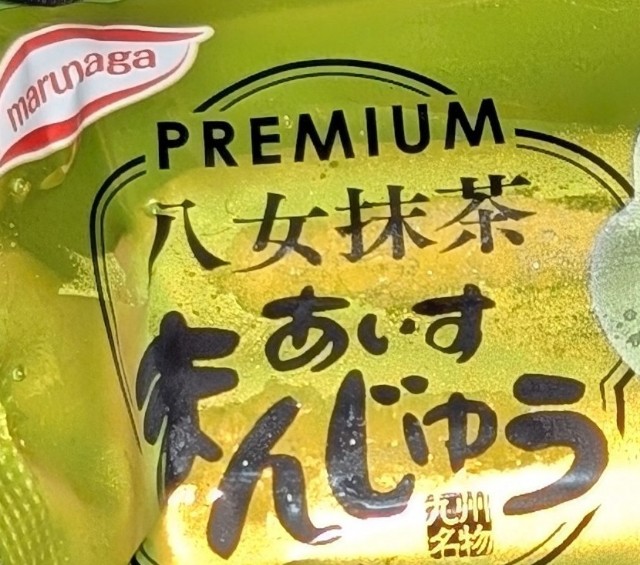 marunaga
PREMIUM
八女抹茶
あいす
まんじゅう
九州
名物